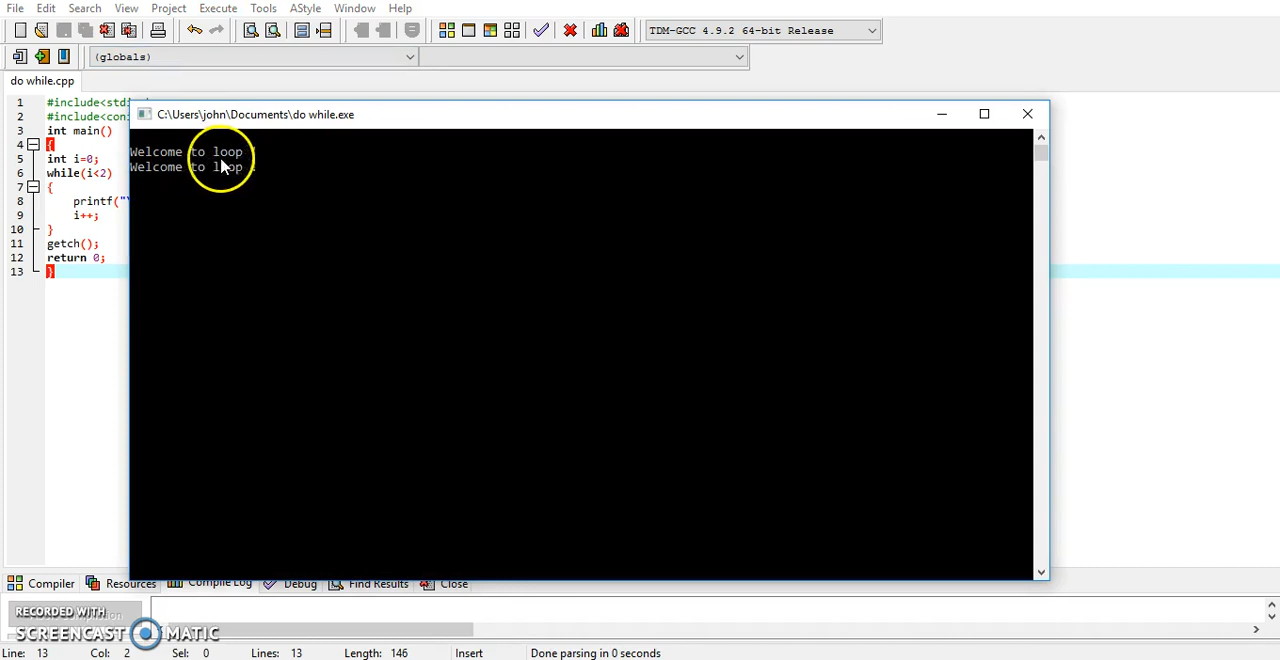 File Edit Search View Project Execute Tools AStyle Window Help
TDM-GCC 4.9.2 64-bit Release
(globals)
do while.cpp
C:\Users\john\Documents\do while.exe
1 #include<std
2 #include<con
3 int main()
4 {
5 int i=0;
6 while(i<2)
7 {
8 printf("
9 i++;
10 }
11 getch();
12 return 0;
13 }
Welcome to loop
Welcome to loop
Compiler Resources Compile Log Debug Find Results Close
RECORDED WITH
SCREENCAST MATIC
Line: 13 Col: 2 Sel: 0 Lines: 13 Length: 146 Insert Done parsing in 0 seconds